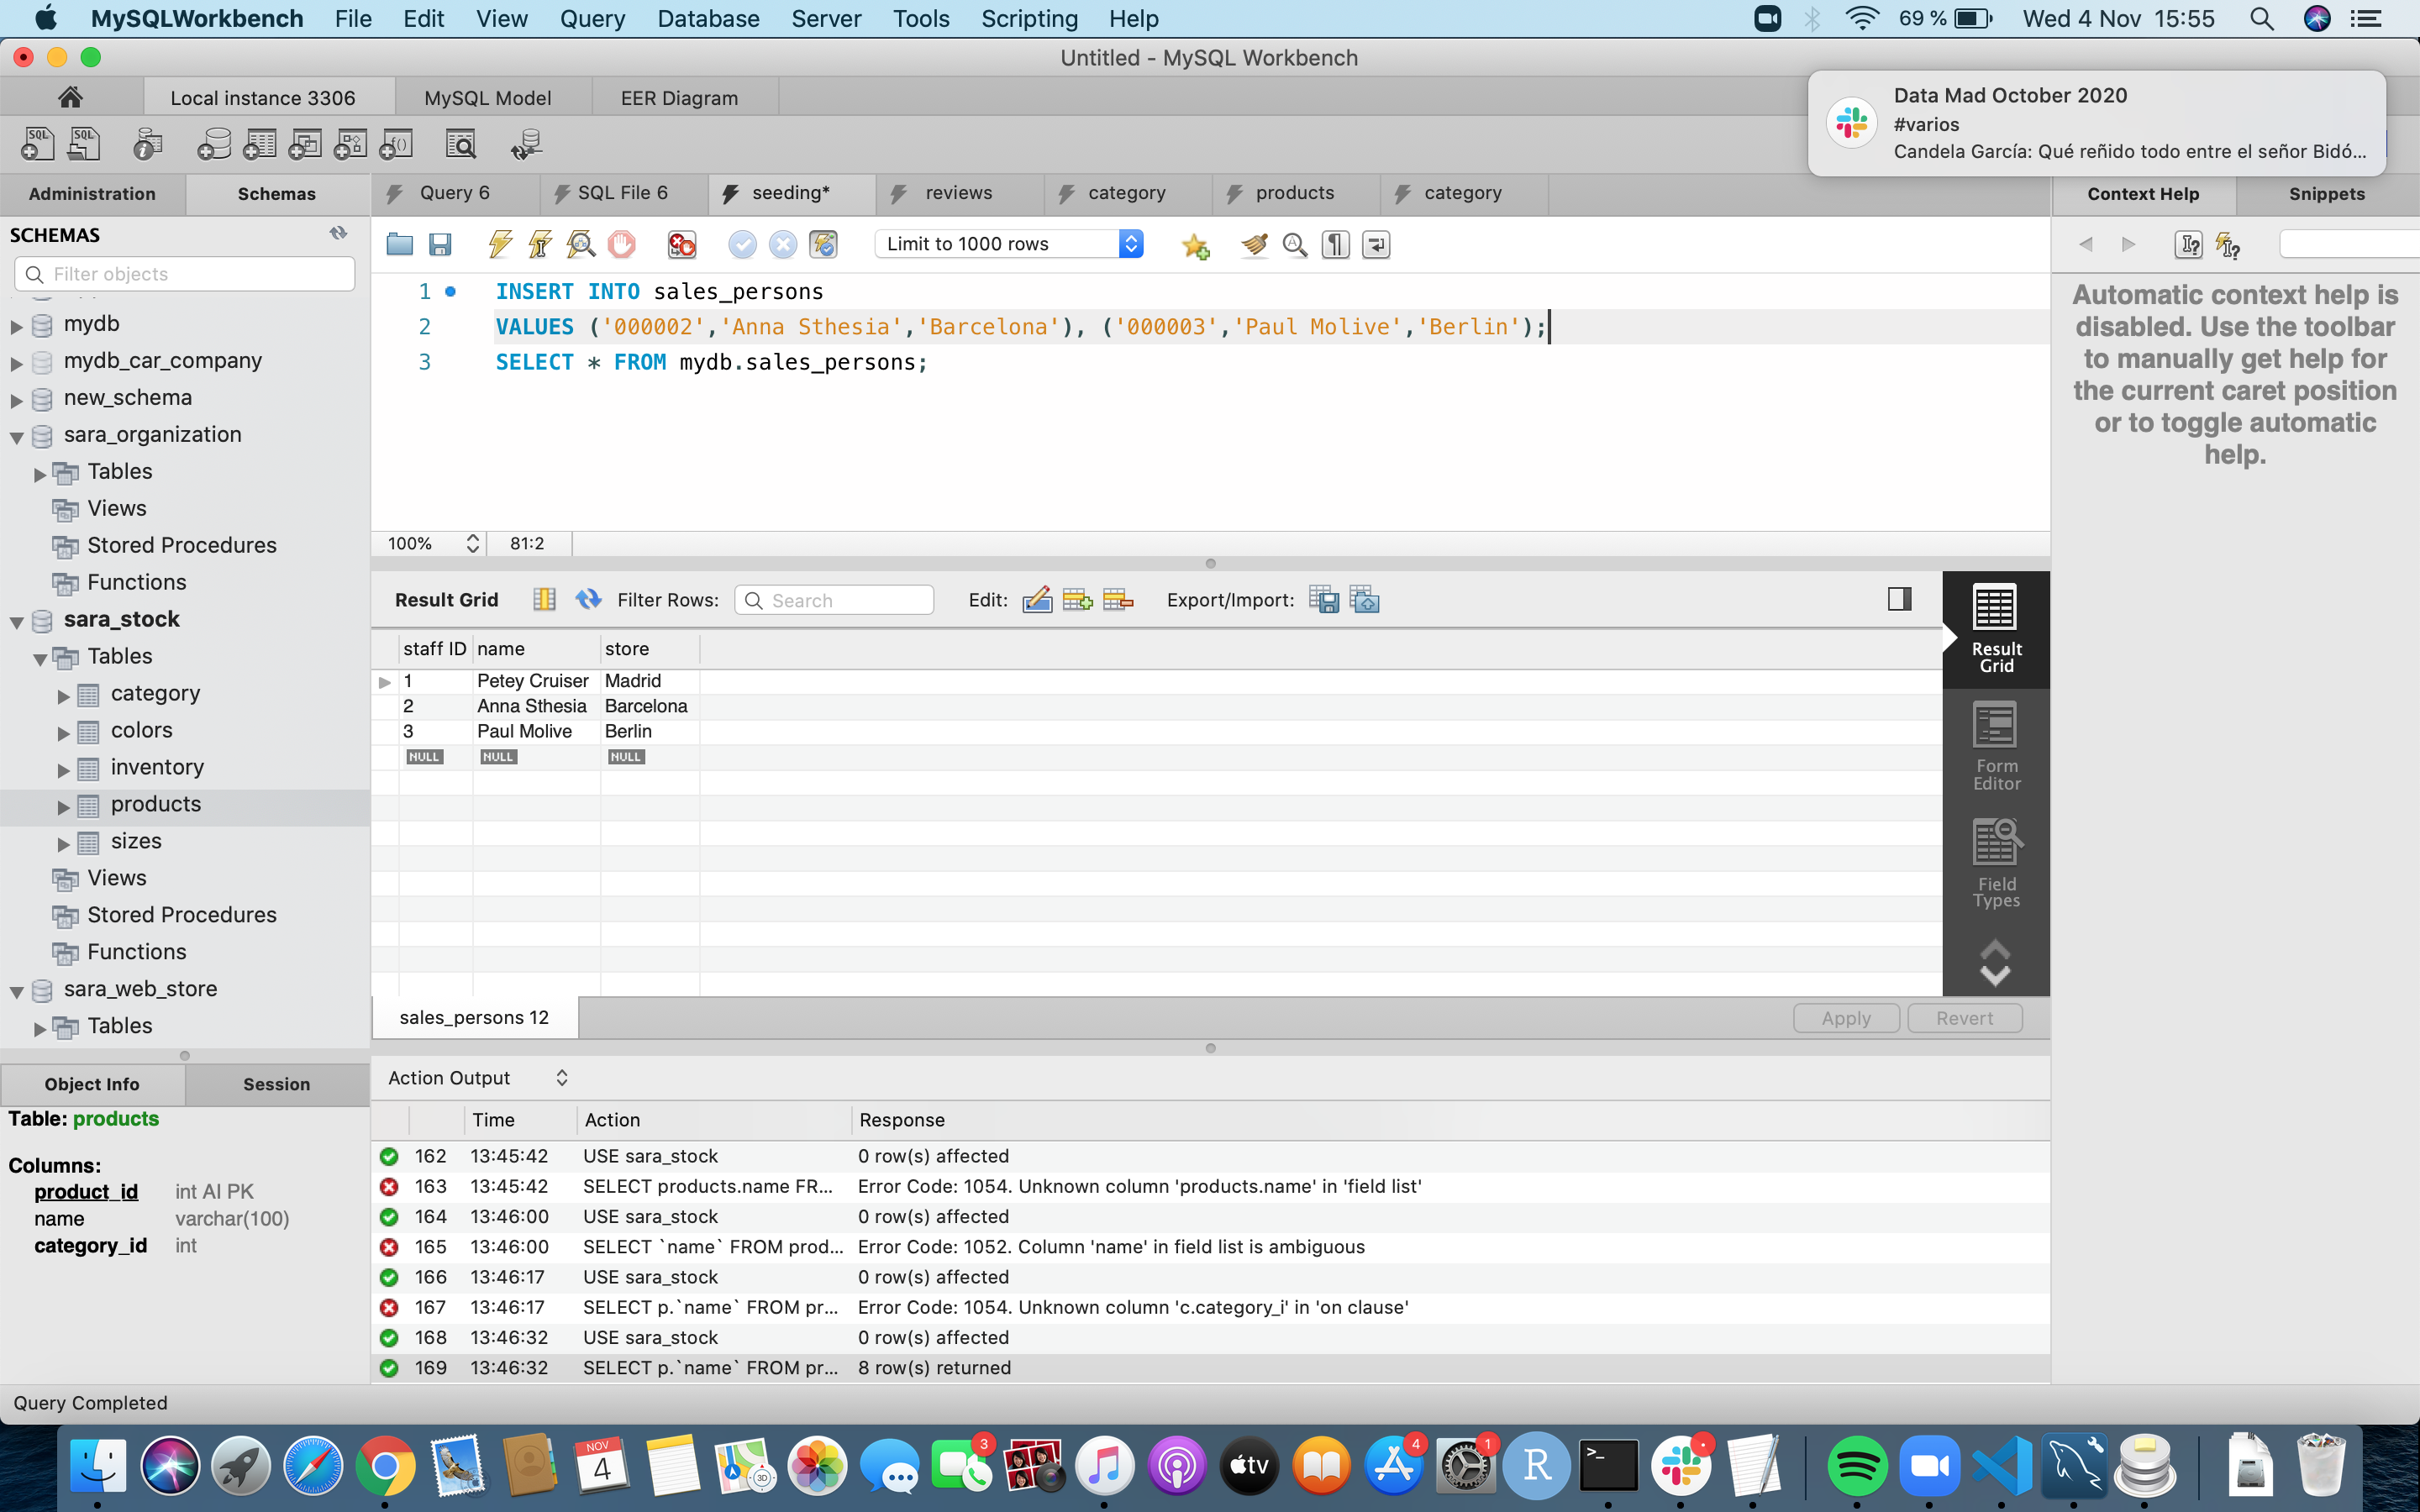 MySQLWorkbench File Edit View Query Database Server Tools Scripting Help 69 % Wed 4 Nov 15:55
Untitled - MySQL Workbench
Local instance 3306 MySQL Model EER Diagram
Data Mad October 2020
#varios
Candela García: Qué reñido todo entre el señor Bidó...
SQL SQL
Administration Schemas
Query 6 SQL File 6 seeding* reviews category products category
Context Help Snippets
SCHEMAS
Filter objects
Limit to 1000 rows
mydb
mydb_car_company
new_schema
sara_organization
Tables
Views
Stored Procedures
Functions
sara_stock
Tables
category
colors
inventory
products
sizes
Views
Stored Procedures
Functions
sara_web_store
Tables
1 INSERT INTO sales_persons
2 VALUES ('000002','Anna Sthesia','Barcelona'), ('000003','Paul Molive','Berlin');
3 SELECT * FROM mydb.sales_persons;
Automatic context help is
disabled. Use the toolbar
to manually get help for
the current caret position
or to toggle automatic
help.
100% 81:2
Result Grid Filter Rows: Search Edit: Export/Import:
staff ID name store
1 Petey Cruiser Madrid
2 Anna Sthesia Barcelona
3 Paul Molive Berlin
NULL NULL NULL
Result
Grid
Form
Editor
Field
Types
sales_persons 12
Apply Revert
Object Info Session
Table: products
Columns:
product_id int AI PK
name varchar(100)
category_id int
Action Output
Time Action Response
162 13:45:42 USE sara_stock 0 row(s) affected
163 13:45:42 SELECT products.name FR... Error Code: 1054. Unknown column 'products.name' in 'field list'
164 13:46:00 USE sara_stock 0 row(s) affected
165 13:46:00 SELECT `name` FROM prod... Error Code: 1052. Column 'name' in field list is ambiguous
166 13:46:17 USE sara_stock 0 row(s) affected
167 13:46:17 SELECT p.`name` FROM pr... Error Code: 1054. Unknown column 'c.category_i' in 'on clause'
168 13:46:32 USE sara_stock 0 row(s) affected
169 13:46:32 SELECT p.`name` FROM pr... 8 row(s) returned
Query Completed
NOV
4
3D
3
tv
4
1
R
>_